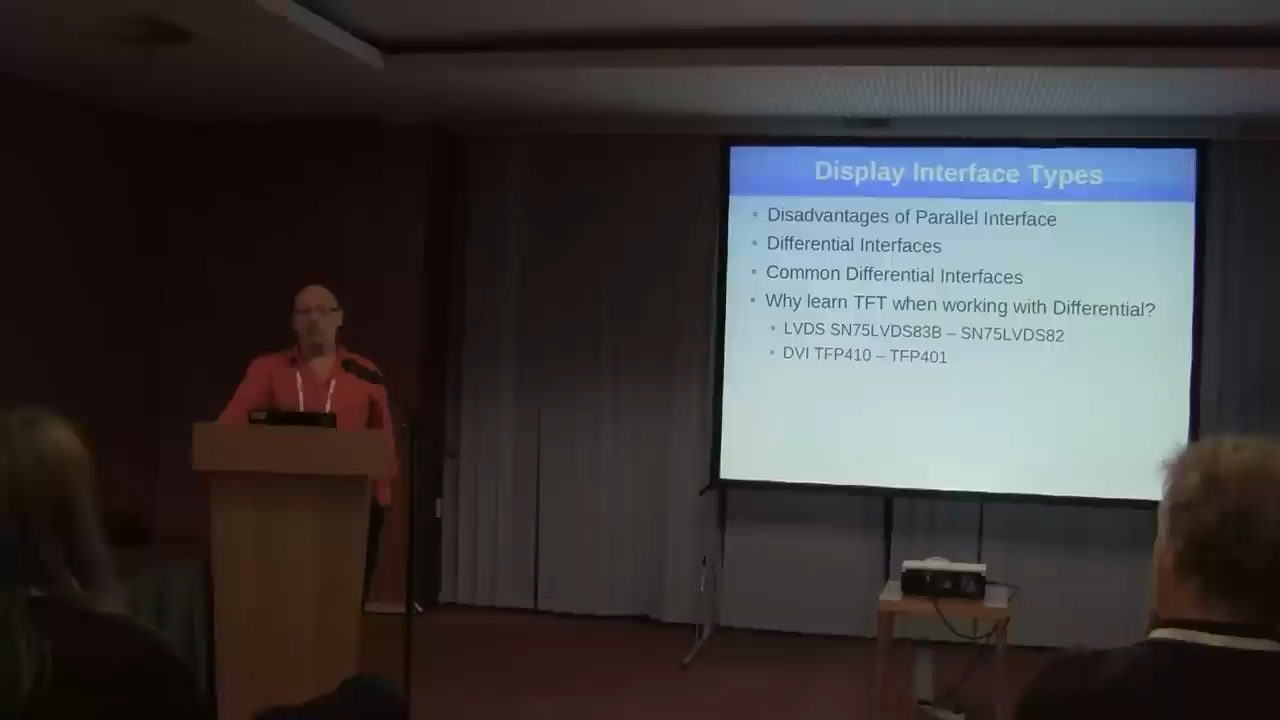 Display Interface Types
Disadvantages of Parallel Interface
Differential Interfaces
Common Differential Interfaces
Why learn TFT when working with Differential?
LVDS SN75LVDS83B – SN75LVDS82
DVI TFP410 – TFP401